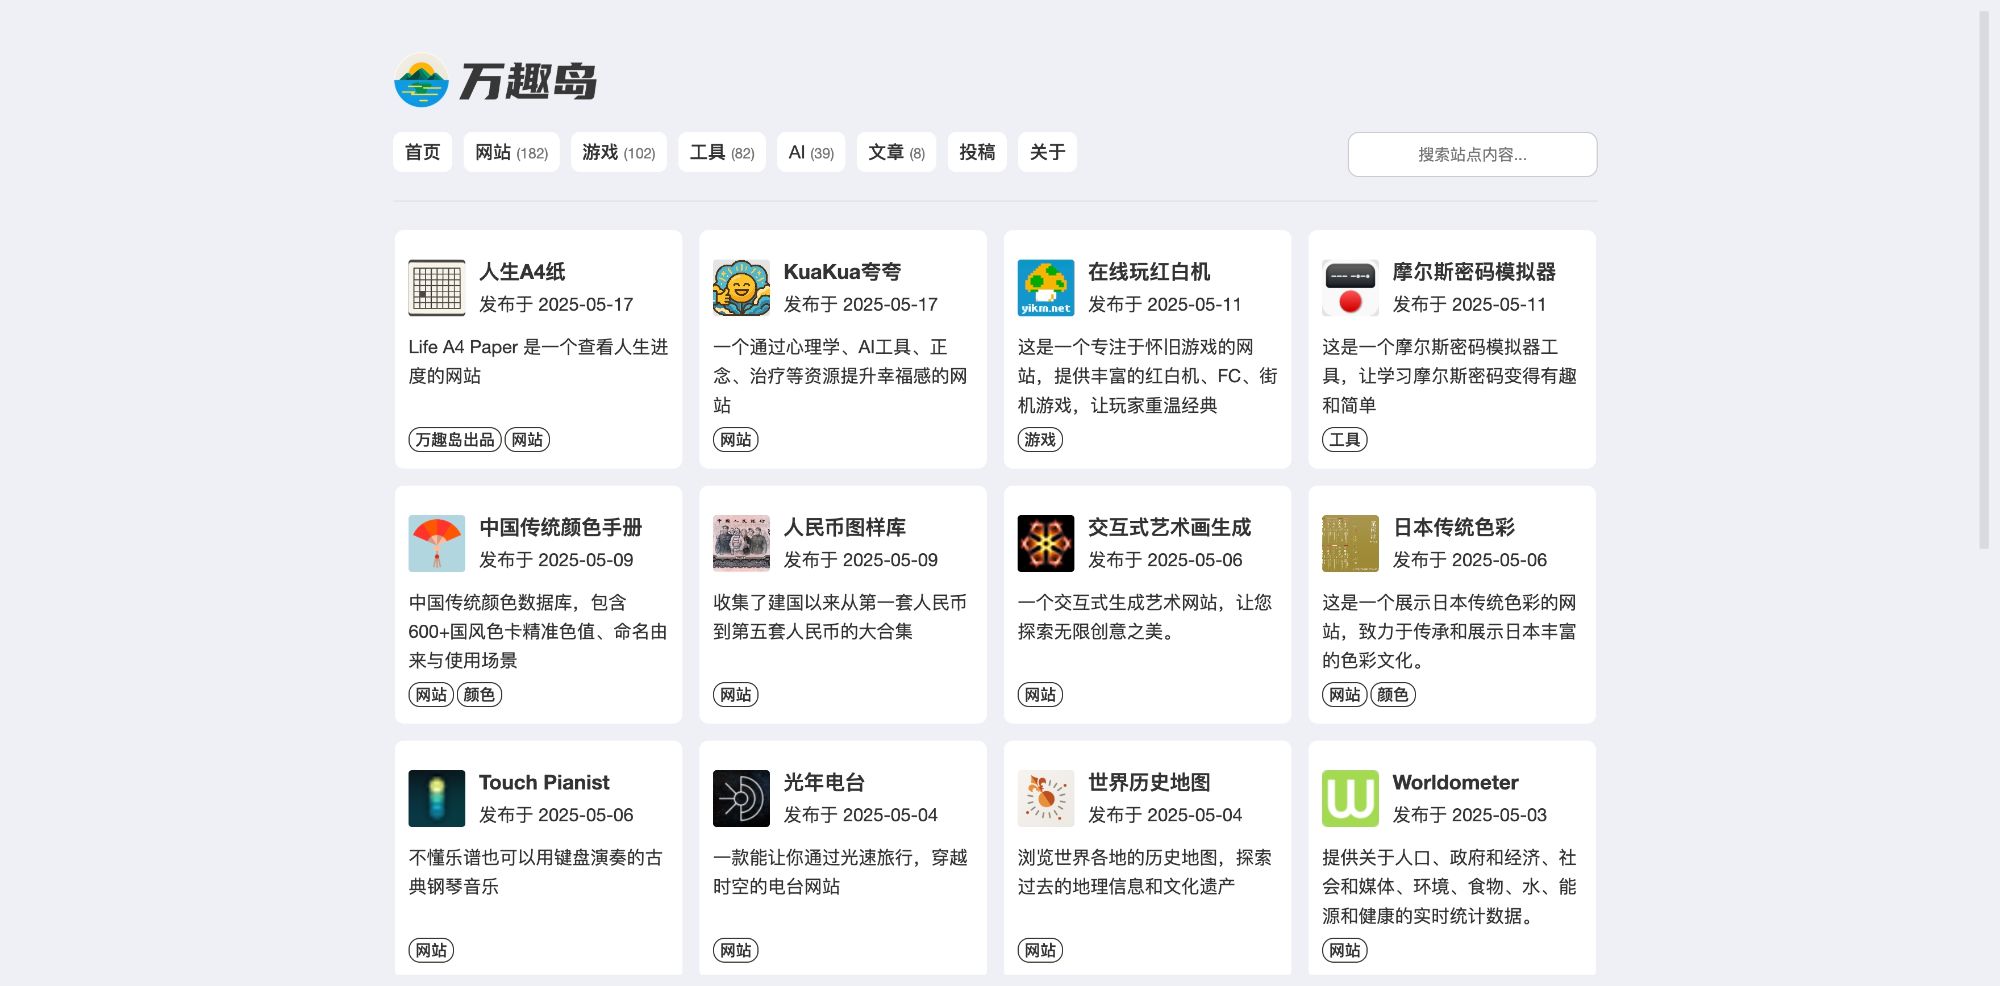 万趣岛
首页 网站 (182) 游戏 (102) 工具 (82) AI (39) 文章 (8) 投稿 关于 搜索站点内容...
人生A4纸
发布于 2025-05-17
Life A4 Paper 是一个查看人生进
度的网站
万趣岛出品 网站
KuaKua夸夸
发布于 2025-05-17
一个通过心理学、AI工具、正
念、治疗等资源提升幸福感的网
站
网站
yikm.net
在线玩红白机
发布于 2025-05-11
这是一个专注于怀旧游戏的网
站，提供丰富的红白机、FC、街
机游戏，让玩家重温经典
游戏
摩尔斯密码模拟器
发布于 2025-05-11
这是一个摩尔斯密码模拟器工
具，让学习摩尔斯密码变得有趣
和简单
工具
中国传统颜色手册
发布于 2025-05-09
中国传统颜色数据库，包含
600+国风色卡精准色值、命名由
来与使用场景
网站 颜色
人民币图样库
发布于 2025-05-09
收集了建国以来从第一套人民币
到第五套人民币的大合集
网站
交互式艺术画生成
发布于 2025-05-06
一个交互式生成艺术网站，让您
探索无限创意之美。
网站
日本传统色彩
发布于 2025-05-06
这是一个展示日本传统色彩的网
站，致力于传承和展示日本丰富
的色彩文化。
网站 颜色
Touch Pianist
发布于 2025-05-06
不懂乐谱也可以用键盘演奏的古
典钢琴音乐
网站
光年电台
发布于 2025-05-04
一款能让你通过光速旅行，穿越
时空的电台网站
网站
世界历史地图
发布于 2025-05-04
浏览世界各地的历史地图，探索
过去的地理信息和文化遗产
网站
W
Worldometer
发布于 2025-05-03
提供关于人口、政府和经济、社
会和媒体、环境、食物、水、能
源和健康的实时统计数据。
网站